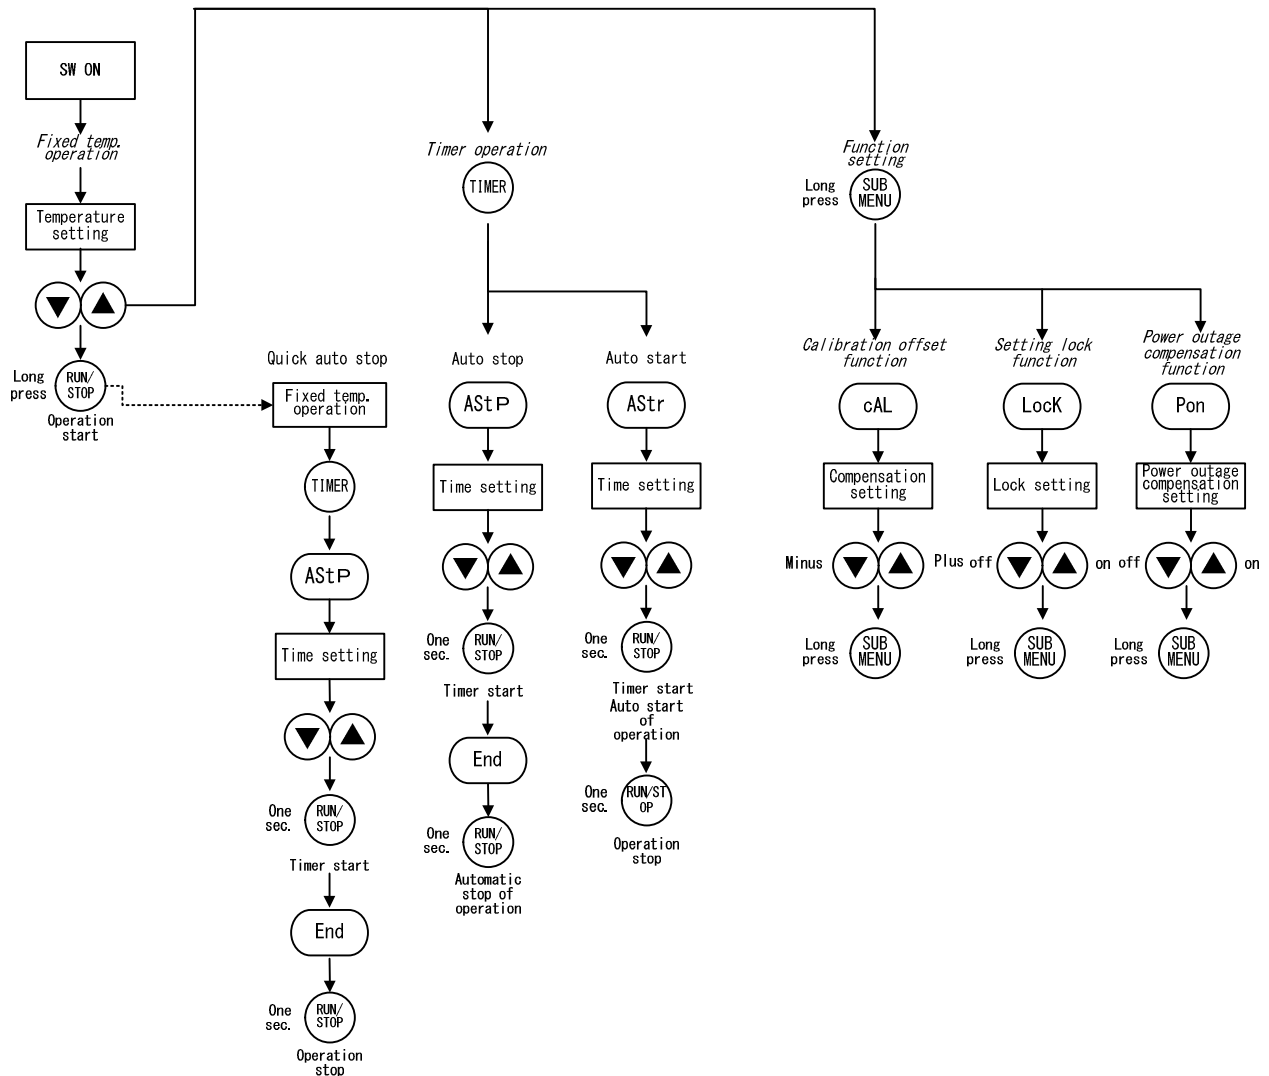 SW ON
Fixed temp.
operation
Temperature
setting
▼ ▲
Long
press
RUN/
STOP
Operation
start
Quick auto stop
Fixed temp.
operation
TIMER
AStP
Time setting
▼ ▲
One
sec.
RUN/
STOP
Timer start
End
One
sec.
RUN/
STOP
Operation
stop
Timer operation
TIMER
Auto stop
AStP
Time setting
▼ ▲
One
sec.
RUN/
STOP
Timer start
End
One
sec.
RUN/
STOP
Automatic
stop of
operation
Auto start
AStr
Time setting
▼ ▲
One
sec.
RUN/
STOP
Timer start
Auto start
of
operation
One
sec.
RUN/ST
OP
Operation
stop
Function
setting
Long
press
SUB
MENU
Calibration offset
function
cAL
Compensation
setting
Minus ▼ ▲ Plus
Long
press
SUB
MENU
Setting lock
function
LocK
Lock setting
off ▼ ▲ on
Long
press
SUB
MENU
Power outage
compensation
function
Pon
Power outage
compensation
setting
off ▼ ▲ on
Long
press
SUB
MENU